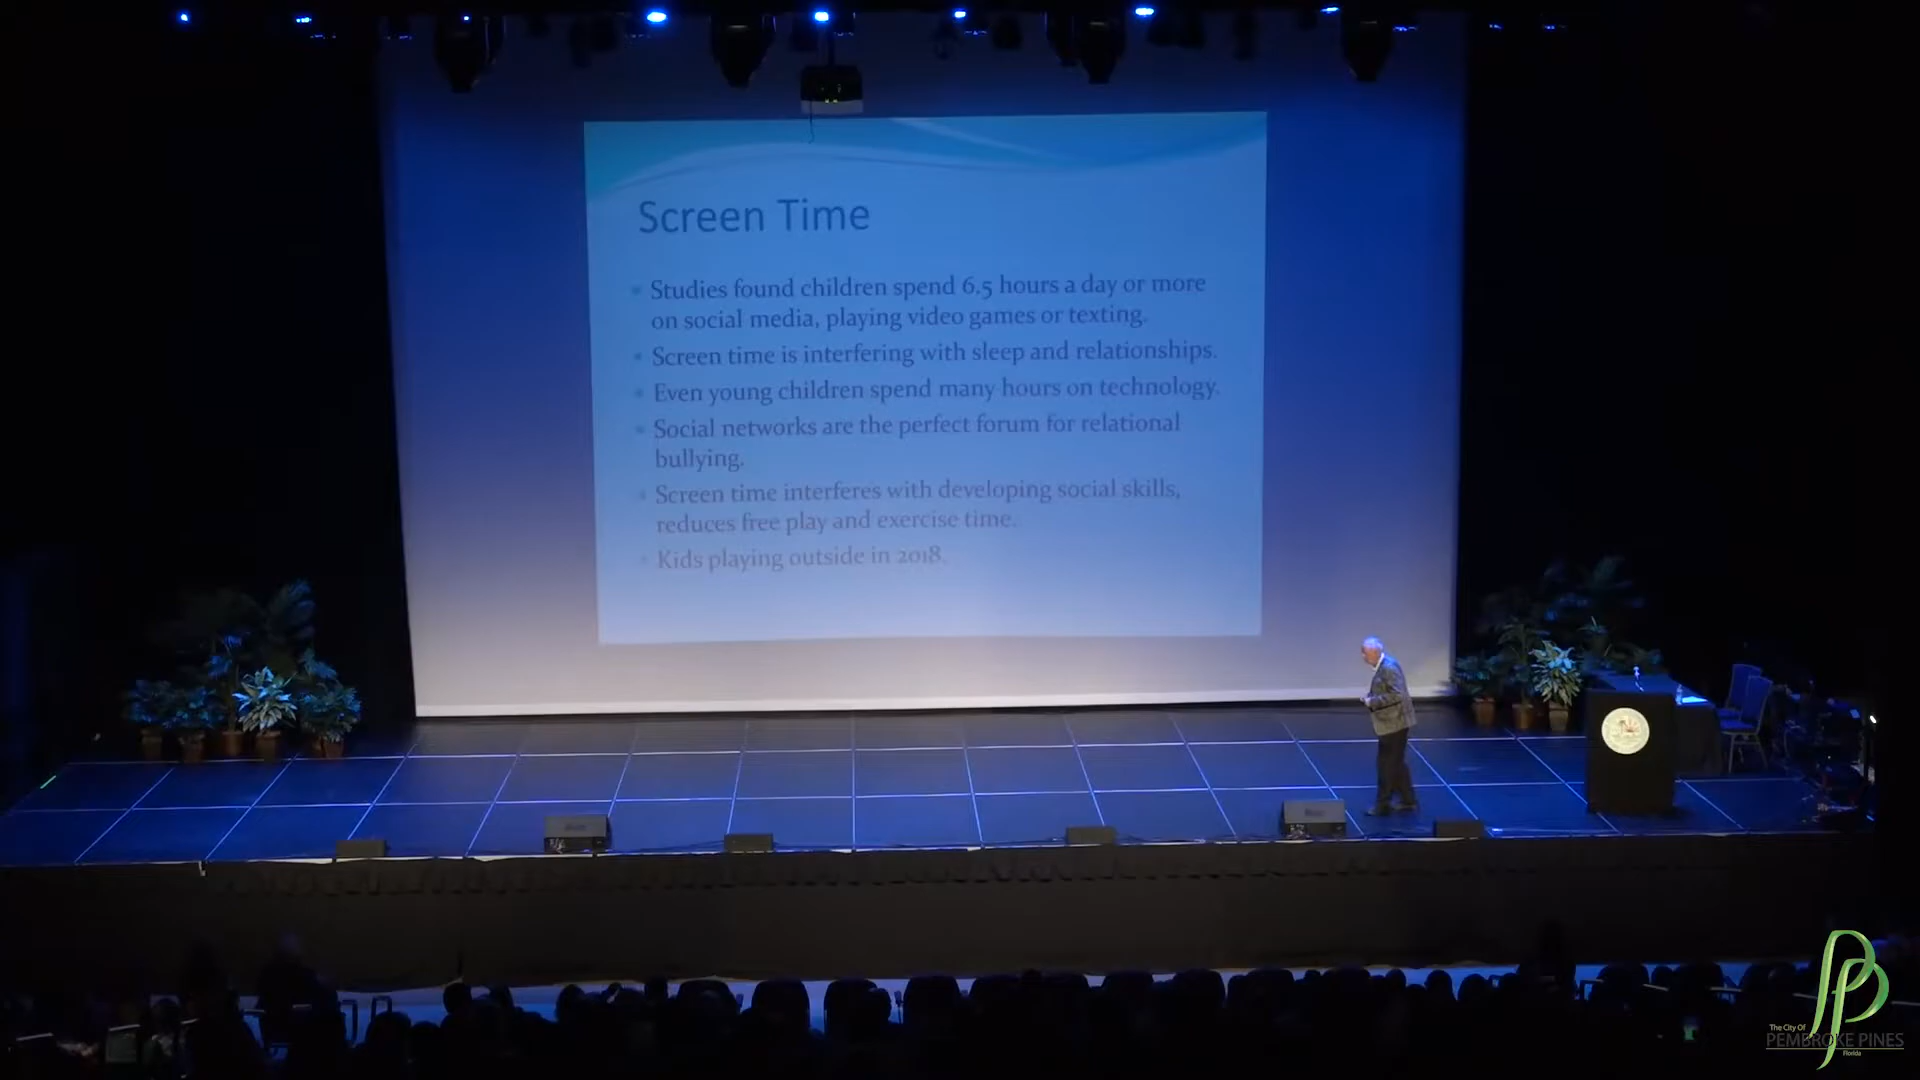 Screen Time
Studies found children spend 6.5 hours a day or more
on social media, playing video games or texting.
Screen time is interfering with sleep and relationships.
Even young children spend many hours on technology.
Social networks are the perfect forum for relational
bullying.
Screen time interferes with developing social skills,
reduces free play and exercise time.
Kids playing outside in 2018.
The City Of
PEMBROKE PINES
Florida